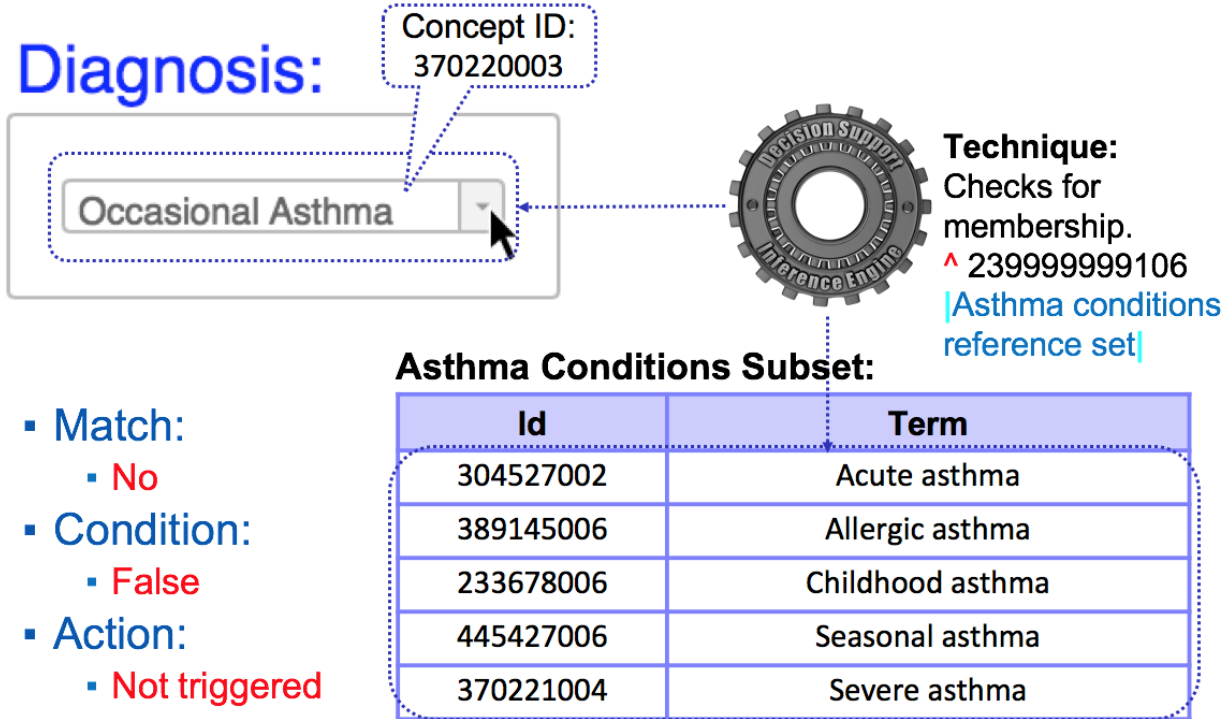 Diagnosis:
Concept ID:
370220003
Occasional Asthma
Decision Support
Inference Engine
Technique:
Checks for
membership.
^ 239999999106
|Asthma conditions
reference set|
Asthma Conditions Subset:
Id Term
304527002 Acute asthma
389145006 Allergic asthma
233678006 Childhood asthma
445427006 Seasonal asthma
370221004 Severe asthma
▪ Match:
▪ No
▪ Condition:
▪ False
▪ Action:
▪ Not triggered